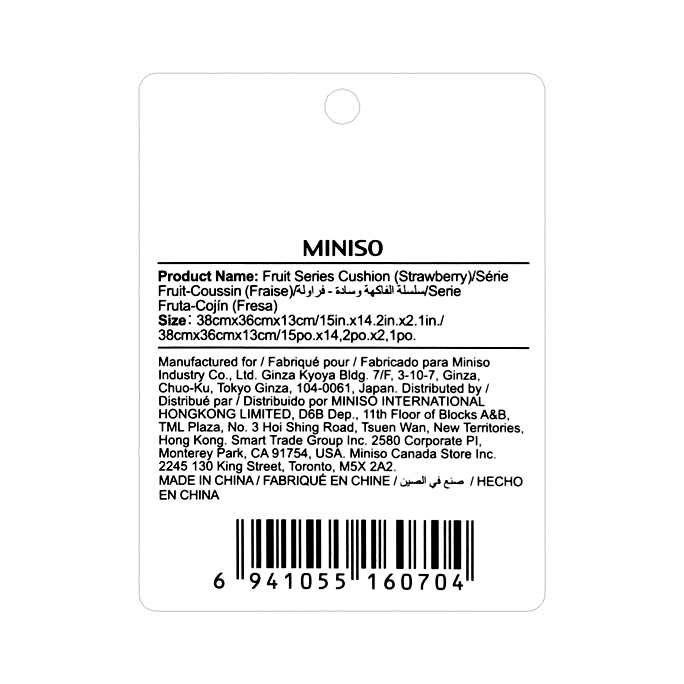 MINISO
Product Name: Fruit Series Cushion (Strawberry)/Série
Fruit-Coussin (Fraise)/سلسلة الفاكهة وسادة - فراولة/Serie
Fruta-Cojín (Fresa)
Size: 38cmx36cmx13cm/15in.x14.2in.x2.1in./
38cmx36cmx13cm/15po.x14,2po.x2,1po.
Manufactured for / Fabriqué pour / Fabricado para Miniso
Industry Co., Ltd. Ginza Kyoya Bldg. 7/F, 3-10-7, Ginza,
Chuo-Ku, Tokyo Ginza, 104-0061, Japan. Distributed by /
Distribué par / Distribuido por MINISO INTERNATIONAL
HONGKONG LIMITED, D6B Dep., 11th Floor of Blocks A&B,
TML Plaza, No. 3 Hoi Shing Road, Tsuen Wan, New Territories,
Hong Kong. Smart Trade Group Inc. 2580 Corporate Pl,
Monterey Park, CA 91754, USA. Miniso Canada Store Inc.
2245 130 King Street, Toronto, M5X 2A2.
MADE IN CHINA / FABRIQUÉ EN CHINE / صنع في الصين / HECHO
EN CHINA
6 941055 160704